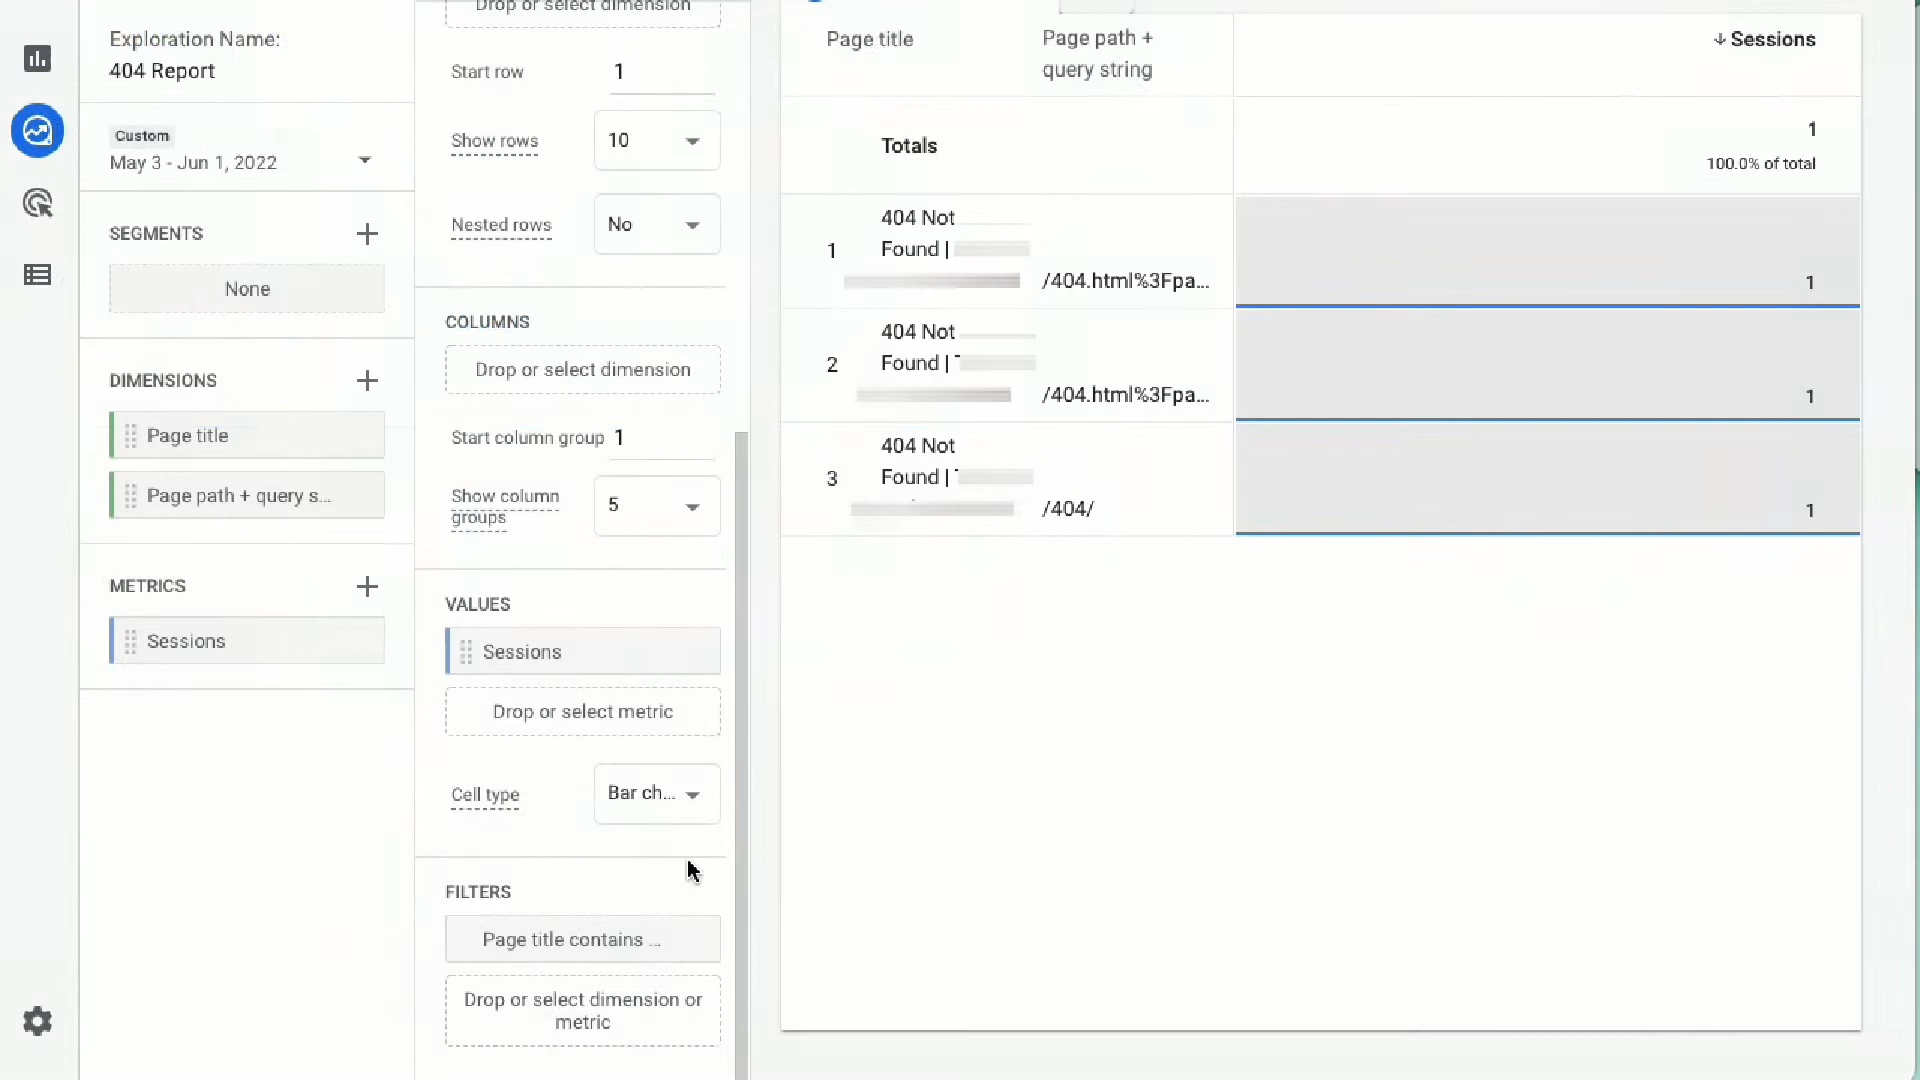 Exploration Name:
404 Report
Custom
May 3 - Jun 1, 2022
SEGMENTS
None
DIMENSIONS
Page title
Page path + query s...
METRICS
Sessions
Drop or select dimension
Start row
1
Show rows
10
Nested rows
No
COLUMNS
Drop or select dimension
Start column group
1
Show column
groups
5
VALUES
Sessions
Drop or select metric
Cell type
Bar ch...
FILTERS
Page title contains ...
Drop or select dimension or
metric
Page title
Page path +
query string
Sessions
Totals
1
100.0% of total
1
404 Not
Found |
/404.html%3Fpa...
1
2
404 Not
Found |
/404.html%3Fpa...
1
3
404 Not
Found |
/404/
1